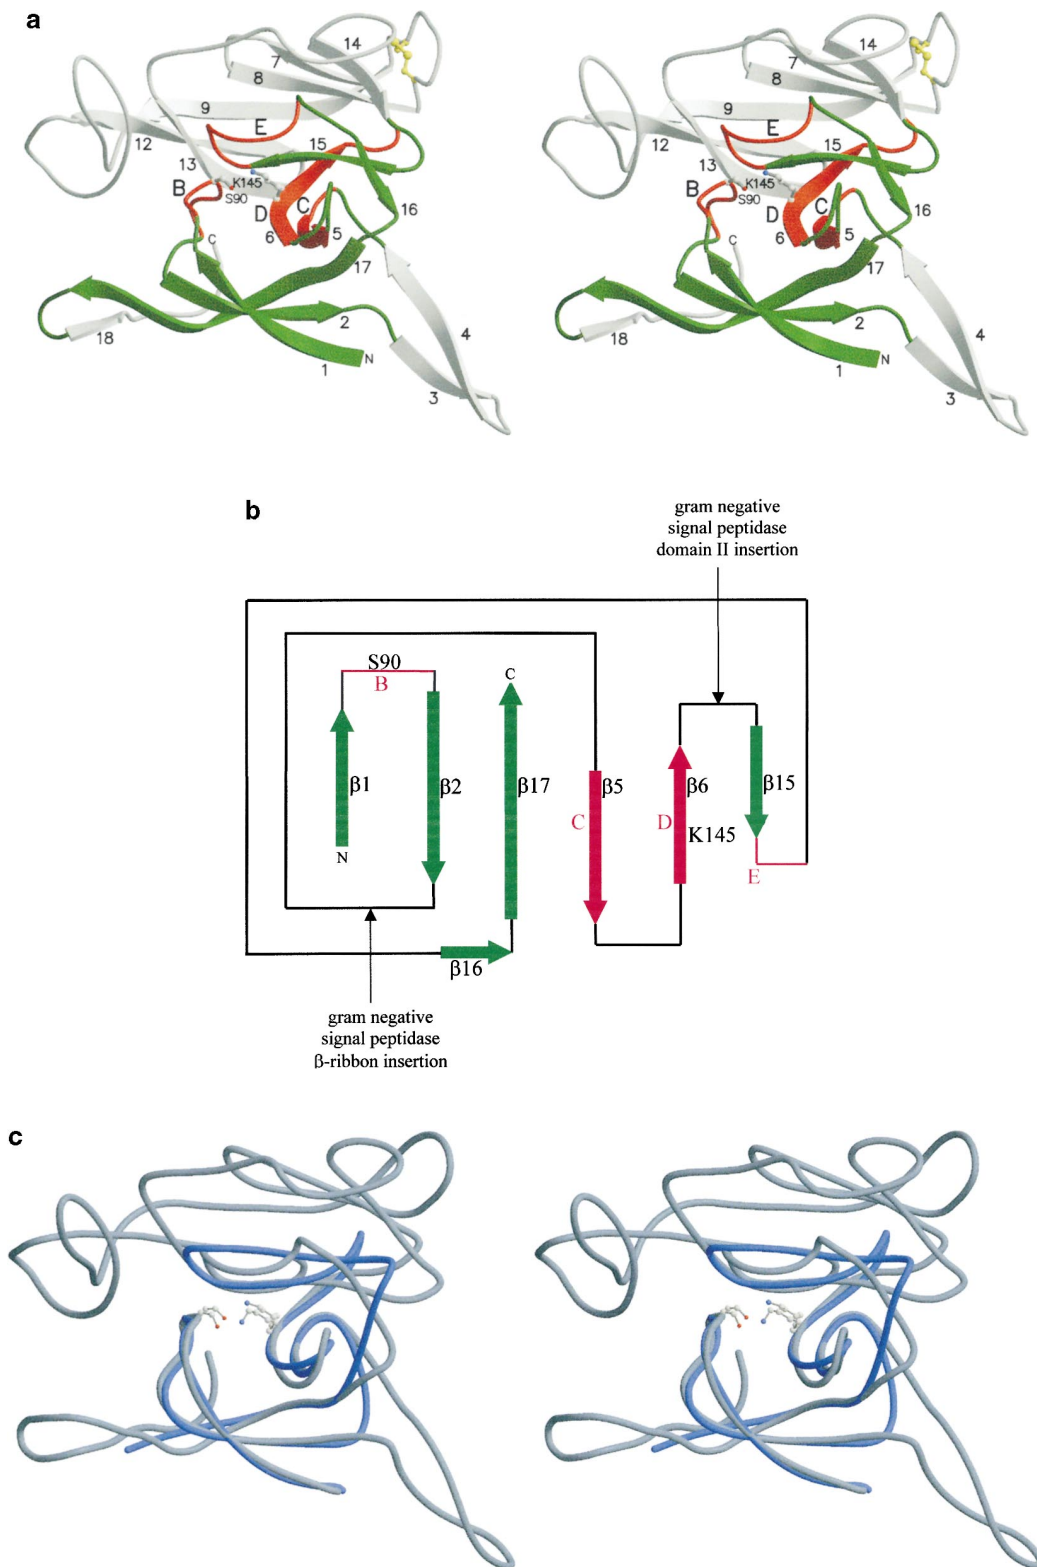 a
14
7
8
9
E
12
15
13
K145
B
S90
D
C
16
6
5
C
17
18
2
4
1
N
3
14
7
8
9
E
12
15
13
K145
B
S90
D
C
16
6
5
C
17
18
2
4
1
N
3
b
gram negative
signal peptidase
domain II insertion
S90
B
C
β1
β2
β17
β5
β6
β15
C
D
K145
N
E
β16
gram negative
signal peptidase
β-ribbon insertion
c